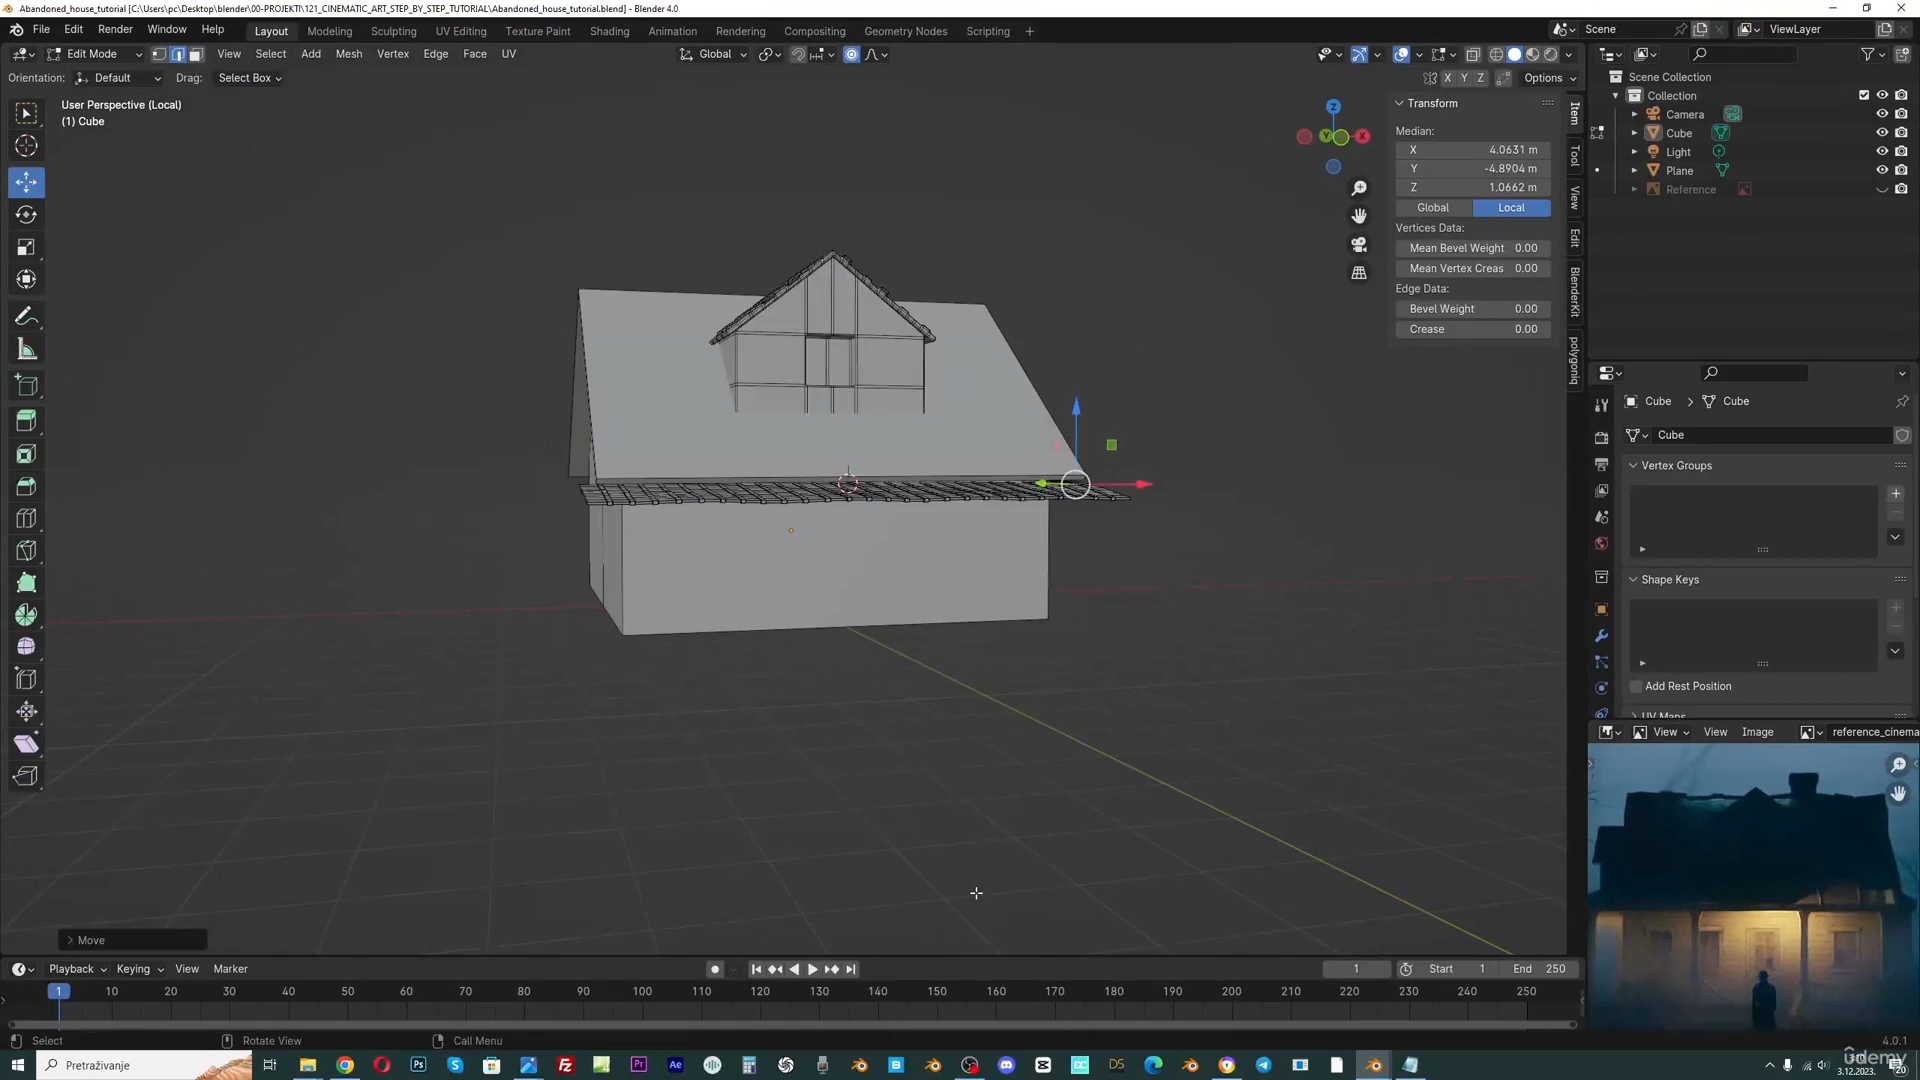 Abandoned_house_tutorial [C:\Users\pc\Desktop\blender\00-PROJEKTI\121_CINEMATIC_ART_STEP_BY_STEP_TUTORIAL\Abandoned_house_tutorial.blend] - Blender 4.0
File Edit Render Window Help Layout Modeling Sculpting UV Editing Texture Paint Shading Animation Rendering Compositing Geometry Nodes Scripting + Scene ViewLayer
Edit Mode View Select Add Mesh Vertex Edge Face UV Global
Orientation: Default Drag: Select Box X Y Z Options
User Perspective (Local)
(1) Cube
Z
Y X
Transform
Median:
X 4.0631 m
Y -4.8904 m
Z 1.0662 m
Global Local
Vertices Data:
Mean Bevel Weight 0.00
Mean Vertex Creas 0.00
Edge Data:
Bevel Weight 0.00
Crease 0.00
Item
Tool
View
Edit
BlenderKit
polygoniq
Scene Collection
Collection
Camera
Cube
Light
Plane
Reference
Cube > Cube
Cube
Vertex Groups
Shape Keys
Add Rest Position
UV Maps
View View Image reference_cinema
> Move
Playback Keying View Marker 1 Start 1 End 250
1 10 20 30 40 50 60 70 80 90 100 110 120 130 140 150 160 170 180 190 200 210 220 230 240 250
Select Rotate View Call Menu 4.0.1
Pretraživanje
3.12.2023.
20
ûdemy